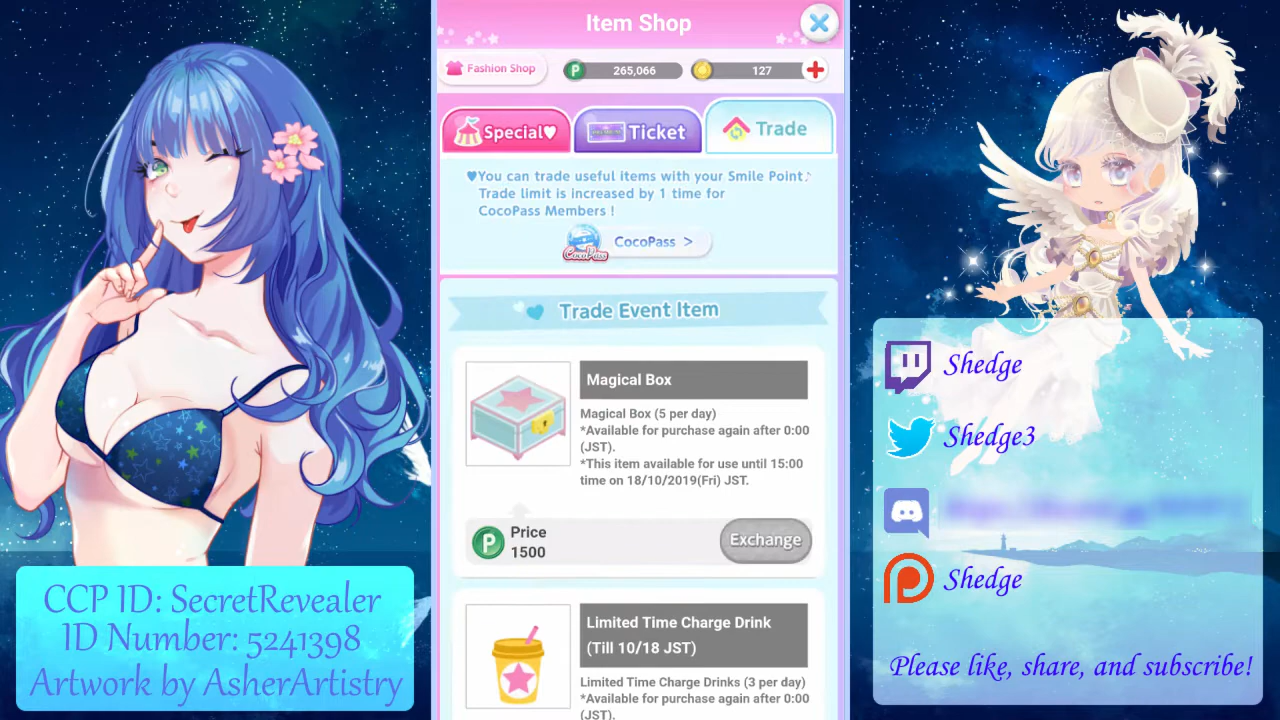 Item Shop
Fashion Shop
P 265,066
127
Special♥
Ticket
Trade
♥You can trade useful items with your Smile Point♪
Trade limit is increased by 1 time for
CocoPass Members !
CocoPass
CocoPass >
Trade Event Item
Magical Box
Magical Box (5 per day)
*Available for purchase again after 0:00
(JST).
*This item available for use until 15:00
time on 18/10/2019(Fri) JST.
P
Price
1500
Exchange
Limited Time Charge Drink
(Till 10/18 JST)
Limited Time Charge Drinks (3 per day)
*Available for purchase again after 0:00
(JST).
CCP ID: SecretRevealer
ID Number: 5241398
Artwork by AsherArtistry
Shedge
Shedge3
Shedge
Please like, share, and subscribe!